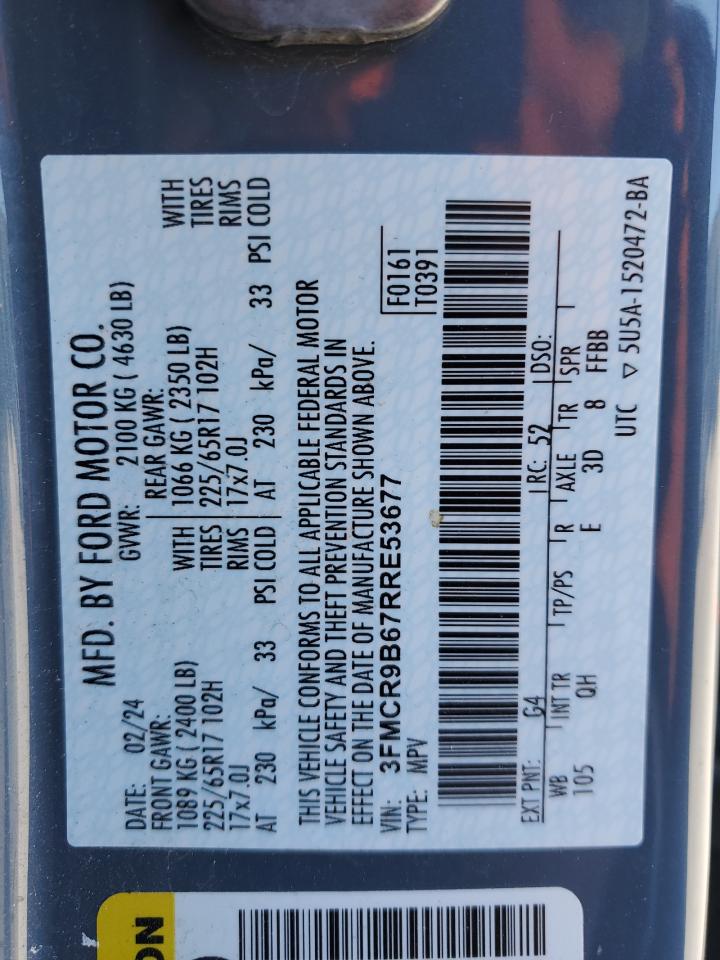 MFD. BY FORD MOTOR CO.
DATE: 02/24 GVWR: 2100 KG ( 4630 LB)
FRONT GAWR: REAR GAWR:
1089 KG ( 2400 LB) WITH 1066 KG ( 2350 LB) WITH
225/65R17 102H TIRES 225/65R17 102H TIRES
17x7.0J RIMS 17x7.0J RIMS
AT 230 kPa/ 33 PSI COLD AT 230 kPa/ 33 PSI COLD
THIS VEHICLE CONFORMS TO ALL APPLICABLE FEDERAL MOTOR
VEHICLE SAFETY AND THEFT PREVENTION STANDARDS IN
EFFECT ON THE DATE OF MANUFACTURE SHOWN ABOVE.
VIN: 3FMCR9B67RRE53677 F0161
TYPE: MPV T0391
EXT PNT: G4 RC: 52 DSO:
WB INT TR TP/PS R AXLE TR SPR
105 QH E 3D 8 FFBB
UTC ▽ 5U5A-1520472-BA
ON